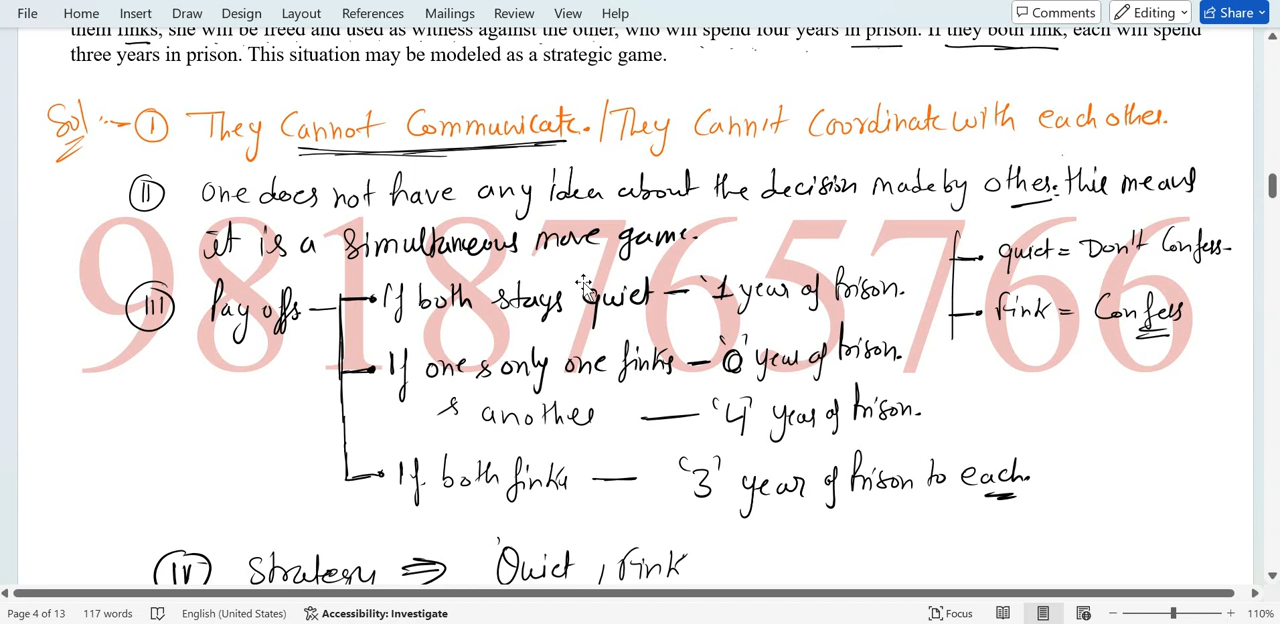 File Home Insert Draw Design Layout References Mailings Review View Help Comments Editing Share
them finks, she will be freed and used as witness against the other, who will spend four years in prison. If they both fink, each will spend
three years in prison. This situation may be modeled as a strategic game.
Sol :- ① They Cannot Communicate. / They Cannot Coordinate with each other.
II One does not have any idea about the decision made by other. this means
it is a Simultaneous move game.
quiet = Don't Confess-
III Pay offs - If both stays quiet - '1 year of Prison.
Fink = Confess
If one & only one finks - '0' year of Prison.
& another - '4' year of Prison.
If both finks - '3' year of Prison to each.
IV Strategy ⇒ Quiet, Fink
9818765766
Page 4 of 13 117 words English (United States) Accessibility: Investigate Focus 110%